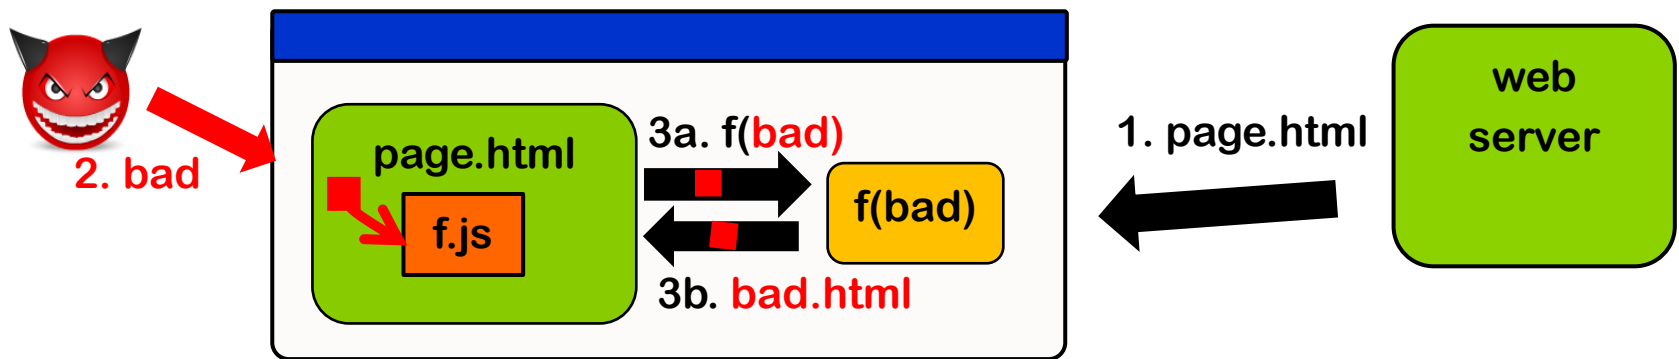 2. bad
page.html
f.js
3a. f(bad)
f(bad)
3b. bad.html
1. page.html
web
server